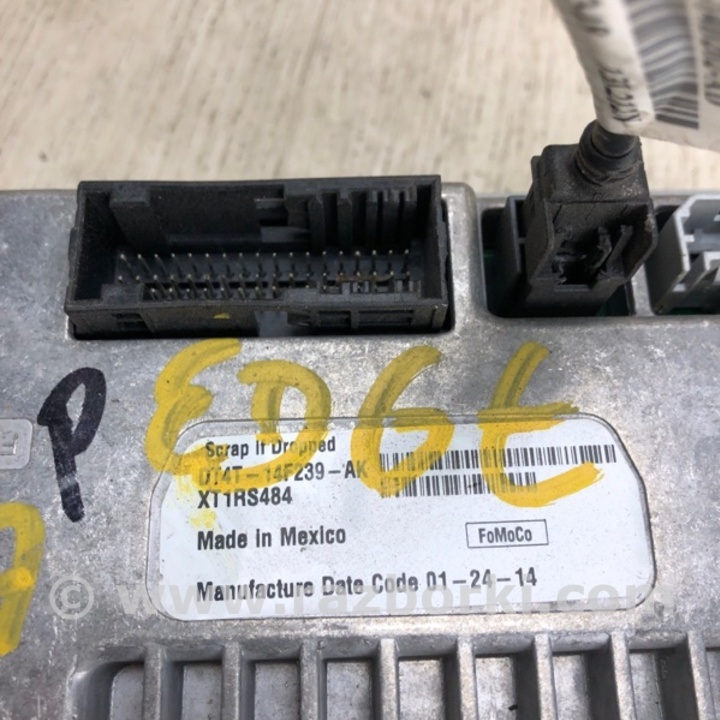 P
EDGE
Scrap if Dropped
DT4T-14F239-AK
XT1RS484
Made in Mexico
FoMoCo
Manufacture Date Code 01-24-14
© www.razborki.com